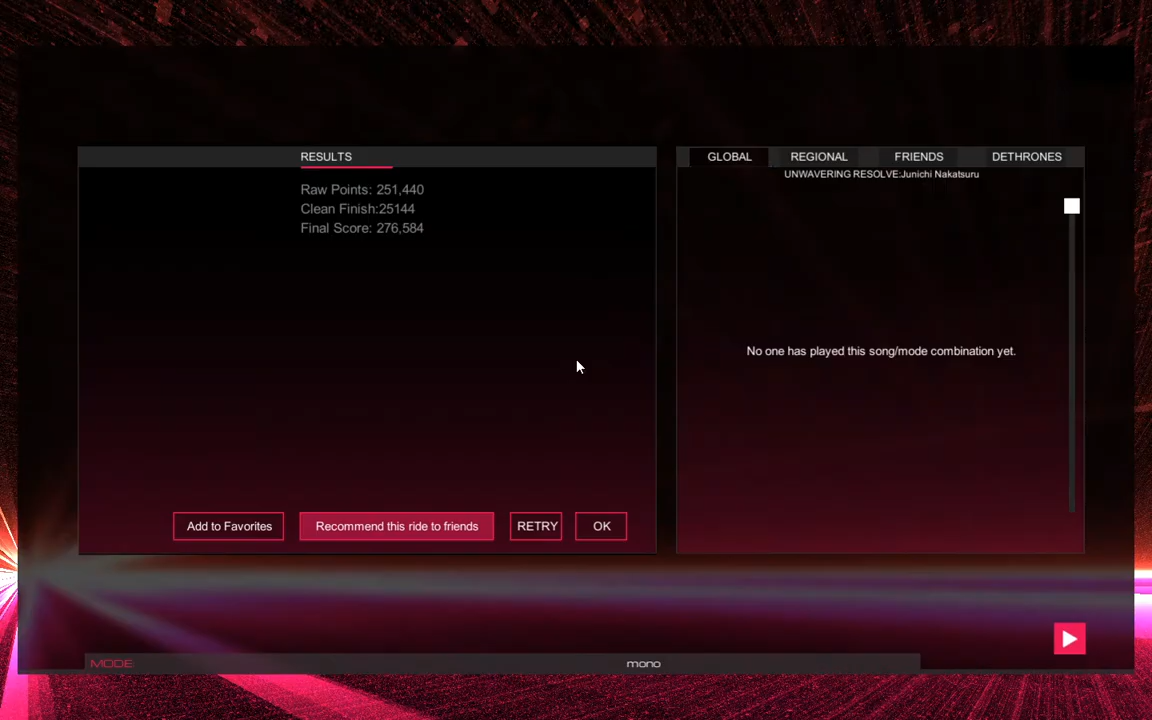 RESULTS
Raw Points: 251,440
Clean Finish:25144
Final Score: 276,584
Add to Favorites
Recommend this ride to friends
RETRY
OK
GLOBAL
REGIONAL
FRIENDS
DETHRONES
UNWAVERING RESOLVE:Junichi Nakatsuru
No one has played this song/mode combination yet.
MODE
mono